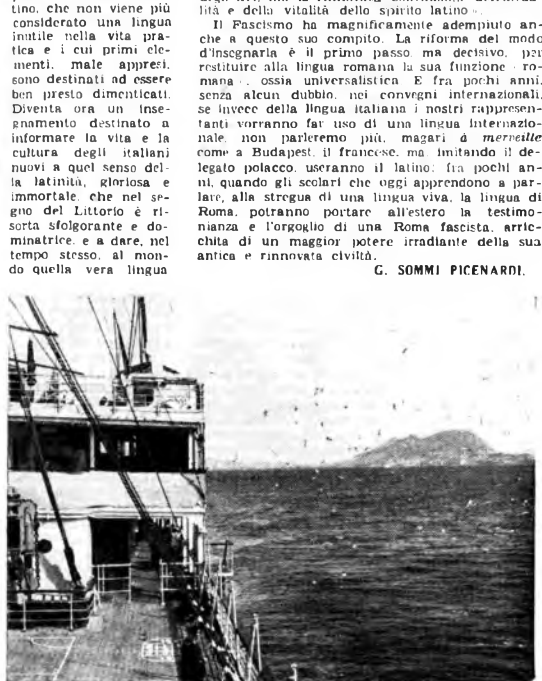 tino, che non viene più
considerato una lingua
inutile nella vita pra-
tica e i cui primi ele-
menti, male appresi,
sono destinati ad essere
ben presto dimenticati.
Diventa ora un inse-
gnamento destinato a
informare la vita e la
cultura degli italiani
nuovi a quel senso del-
la latinità, gloriosa e
immortale, che nel se-
gno del Littorio è ri-
sorta sfolgorante e do-
minatrice, e a dare, nel
tempo stesso, al mon-
do quella vera lingua
lità e della vitalità dello spirito latino ».
Il Fascismo ha magnificamente adempiuto an-
che a questo suo compito. La riforma del modo
d'insegnarla è il primo passo, ma decisivo, per
restituire alla lingua romana la sua funzione « ro-
mana », ossia universalistica. E fra pochi anni,
senza alcun dubbio, nei convegni internazionali,
se invece della lingua italiana i nostri rappresen-
tanti vorranno far uso di una lingua internazio-
nale, non parleremo più, magari à merveille
come a Budapest, il francese, ma, imitando il de-
legato polacco, useranno il latino: fra pochi an-
ni, quando gli scolari che oggi apprendono a par-
lare, alla stregua di una lingua viva, la lingua di
Roma, potranno portare all'estero la testimo-
nianza e l'orgoglio di una Roma fascista, arric-
chita di un maggior potere irradiante della sua
antica e rinnovata civiltà.
G. SOMMI PICENARDI.